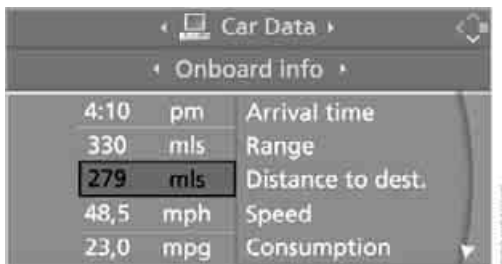 Car Data
Onboard info
4:10 pm Arrival time
330 mls Range
279 mls Distance to dest.
48,5 mph Speed
23,0 mpg Consumption